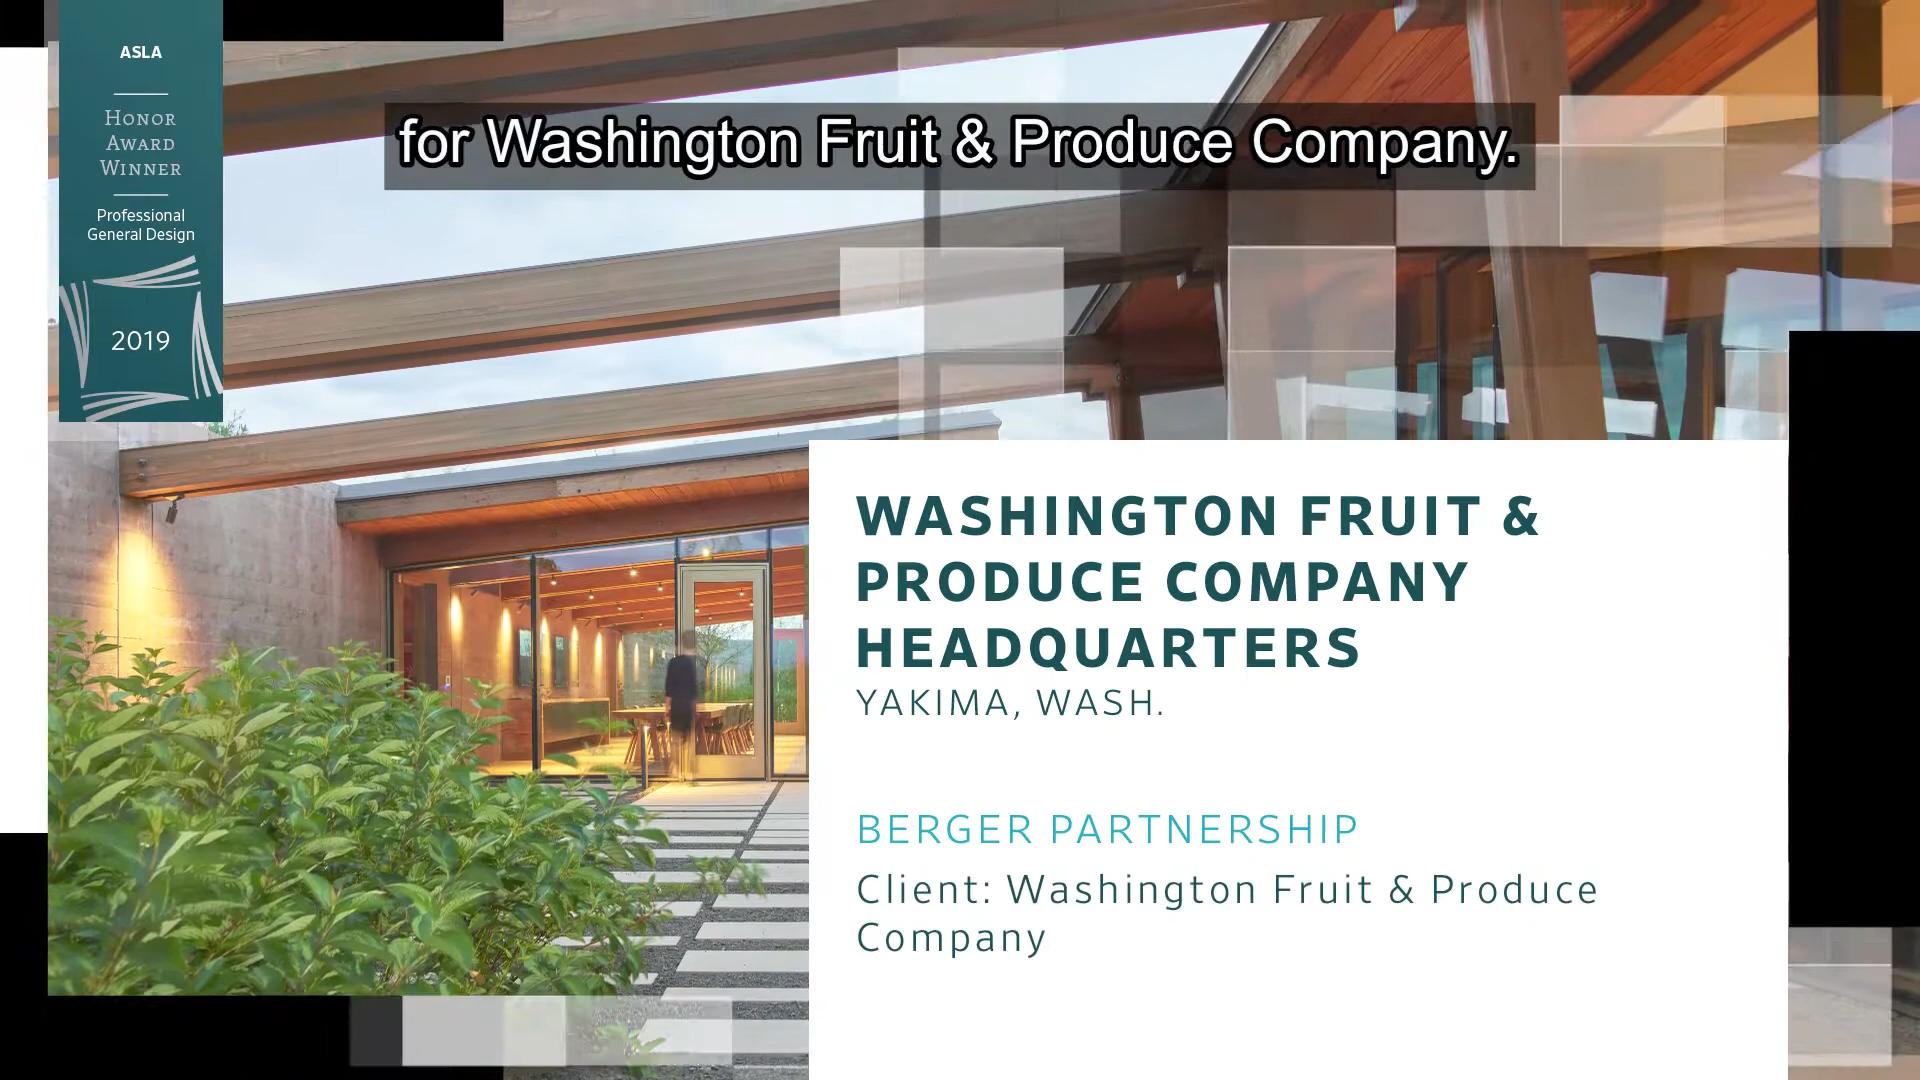 ASLA
HONOR
AWARD
WINNER
Professional
General Design
2019
for Washington Fruit & Produce Company.
WASHINGTON FRUIT &
PRODUCE COMPANY
HEADQUARTERS
YAKIMA, WASH.
BERGER PARTNERSHIP
Client: Washington Fruit & Produce
Company